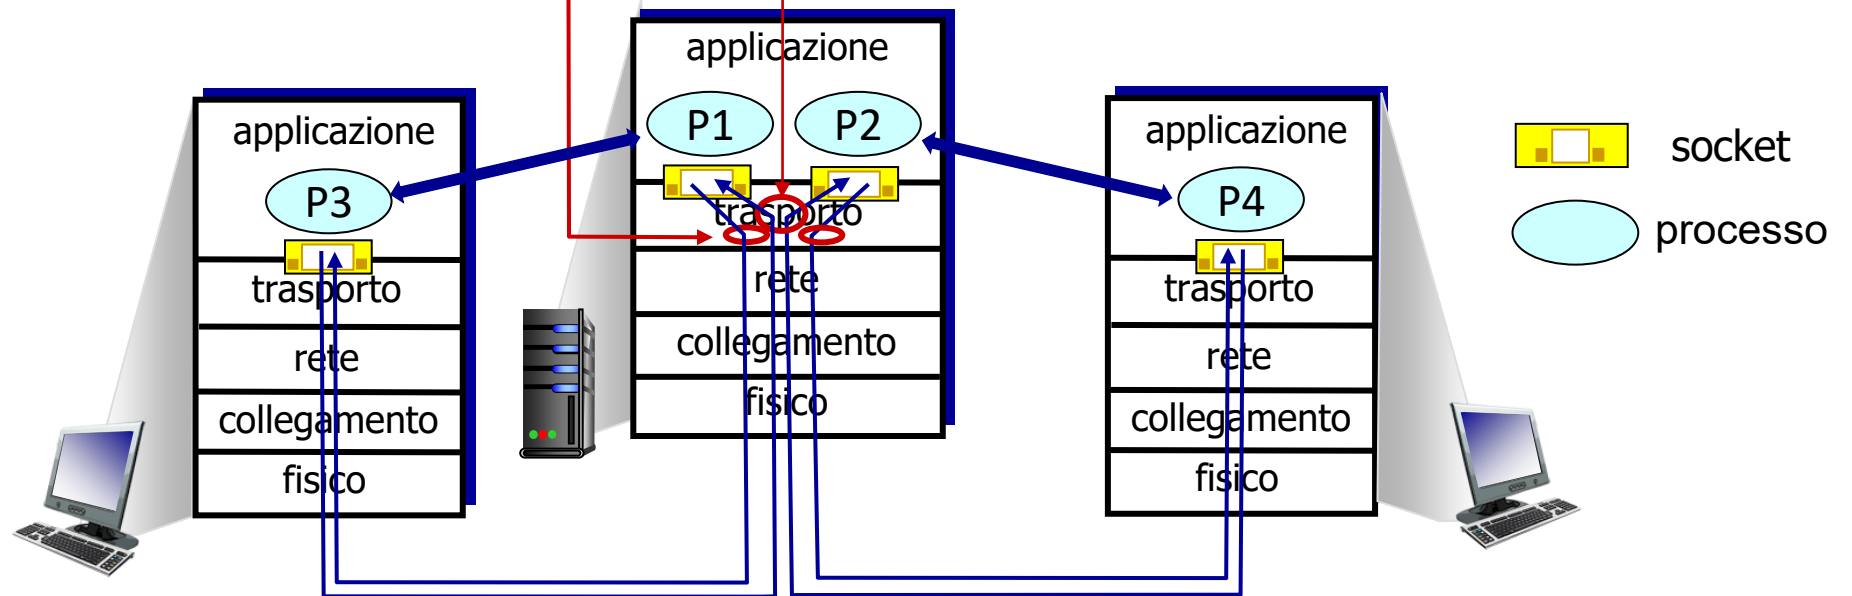 applicazione
P3
trasporto
rete
collegamento
fisico
applicazione
P1
P2
trasporto
rete
collegamento
fisico
applicazione
P4
trasporto
rete
collegamento
fisico
socket
processo